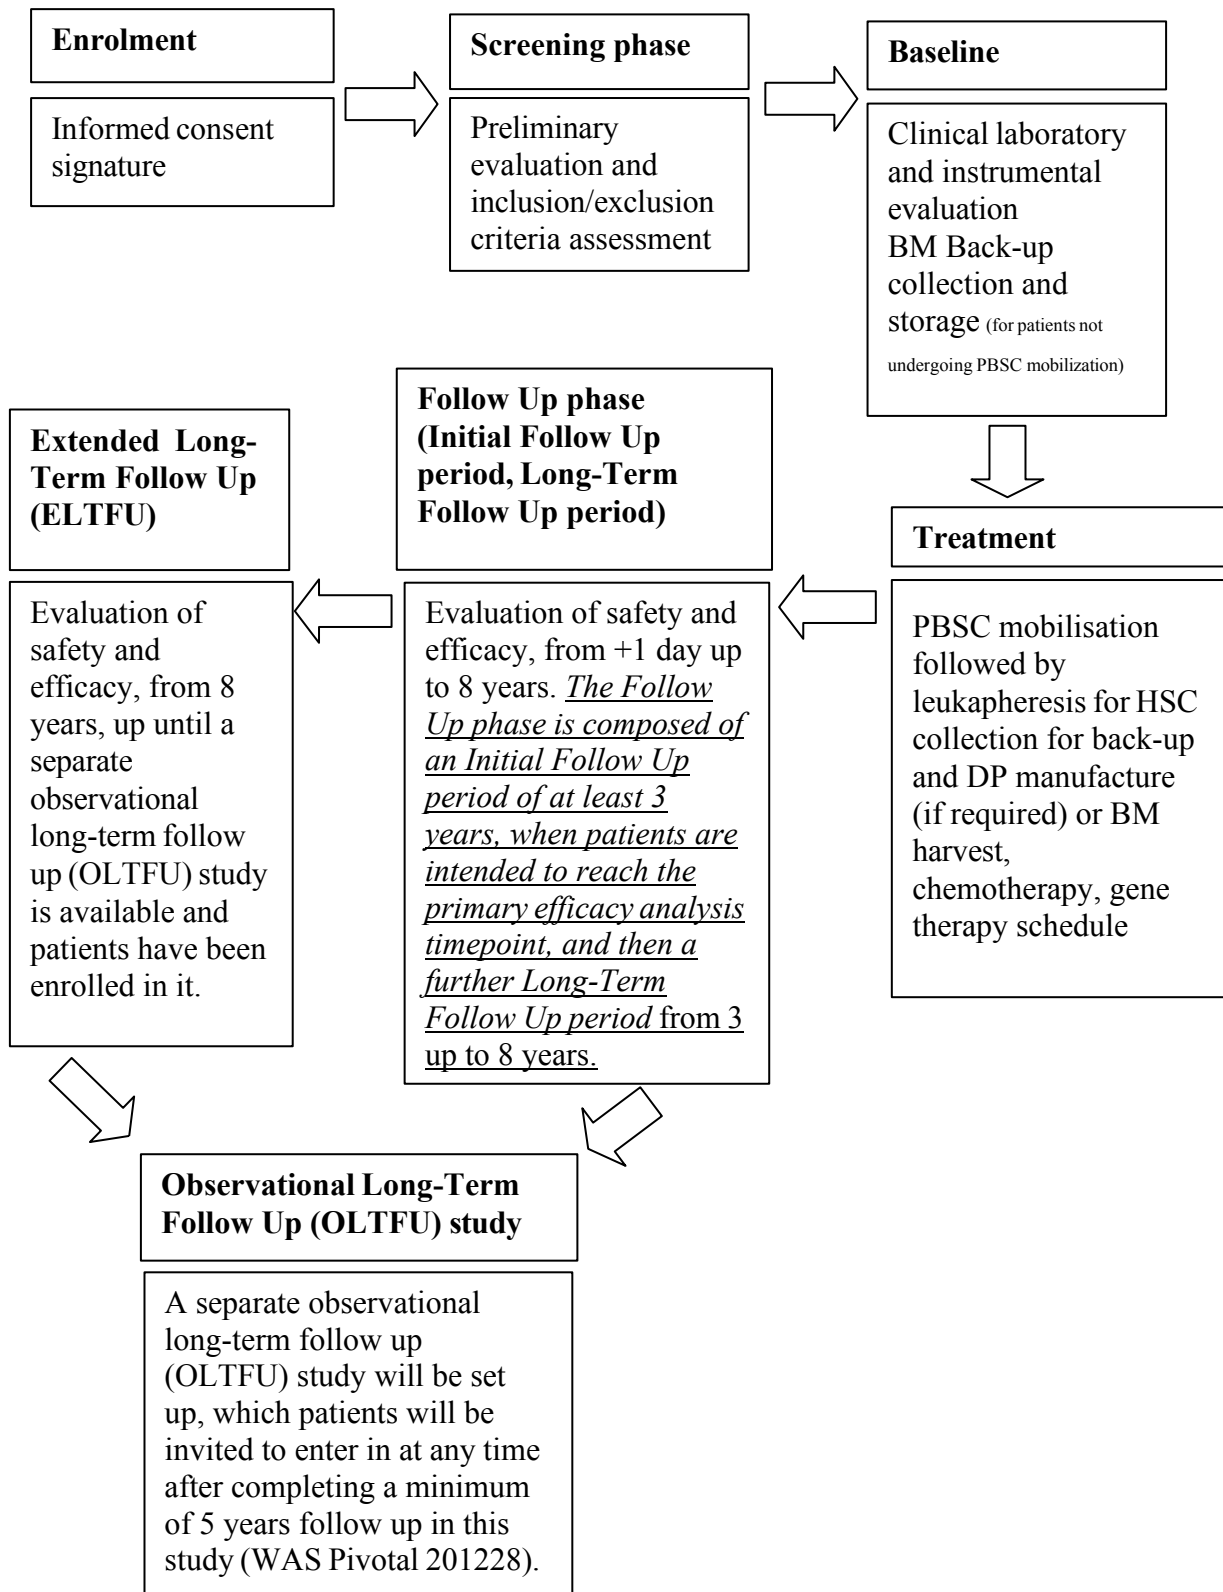 Enrolment
Informed consent
signature
Screening phase
Preliminary
evaluation and
inclusion/exclusion
criteria assessment
Baseline
Clinical laboratory
and instrumental
evaluation
BM Back-up
collection and
storage (for patients not
undergoing PBSC mobilization)
Treatment
PBSC mobilisation
followed by
leukapheresis for HSC
collection for back-up
and DP manufacture
(if required) or BM
harvest,
chemotherapy, gene
therapy schedule
Follow Up phase
(Initial Follow Up
period, Long-Term
Follow Up period)
Evaluation of safety and
efficacy, from +1 day up
to 8 years. The Follow
Up phase is composed of
an Initial Follow Up
period of at least 3
years, when patients are
intended to reach the
primary efficacy analysis
timepoint, and then a
further Long-Term
Follow Up period from 3
up to 8 years.
Extended Long-
Term Follow Up
(ELTFU)
Evaluation of
safety and
efficacy, from 8
years, up until a
separate
observational
long-term follow
up (OLTFU) study
is available and
patients have been
enrolled in it.
Observational Long-Term
Follow Up (OLTFU) study
A separate observational
long-term follow up
(OLTFU) study will be set
up, which patients will be
invited to enter in at any time
after completing a minimum
of 5 years follow up in this
study (WAS Pivotal 201228).